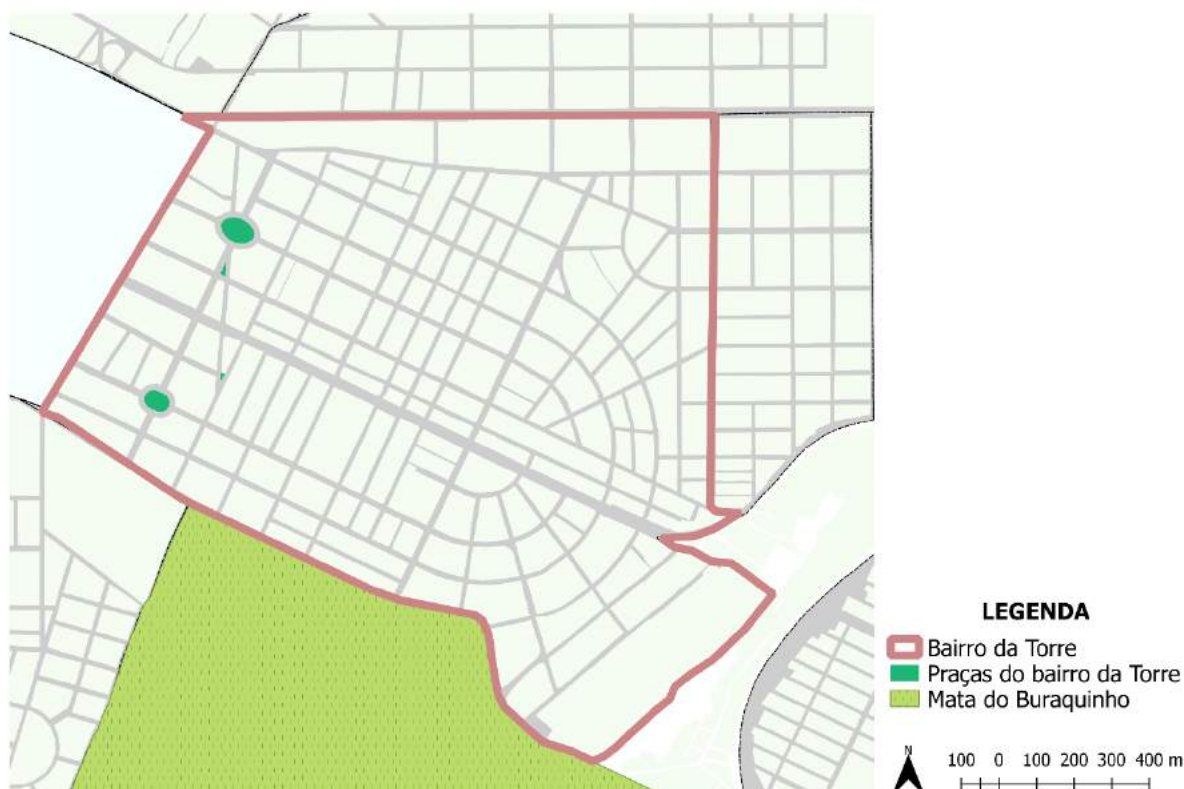 LEGENDA
Bairro da Torre
Praças do bairro da Torre
Mata do Buraquinho
N
100 0 100 200 300 400 m